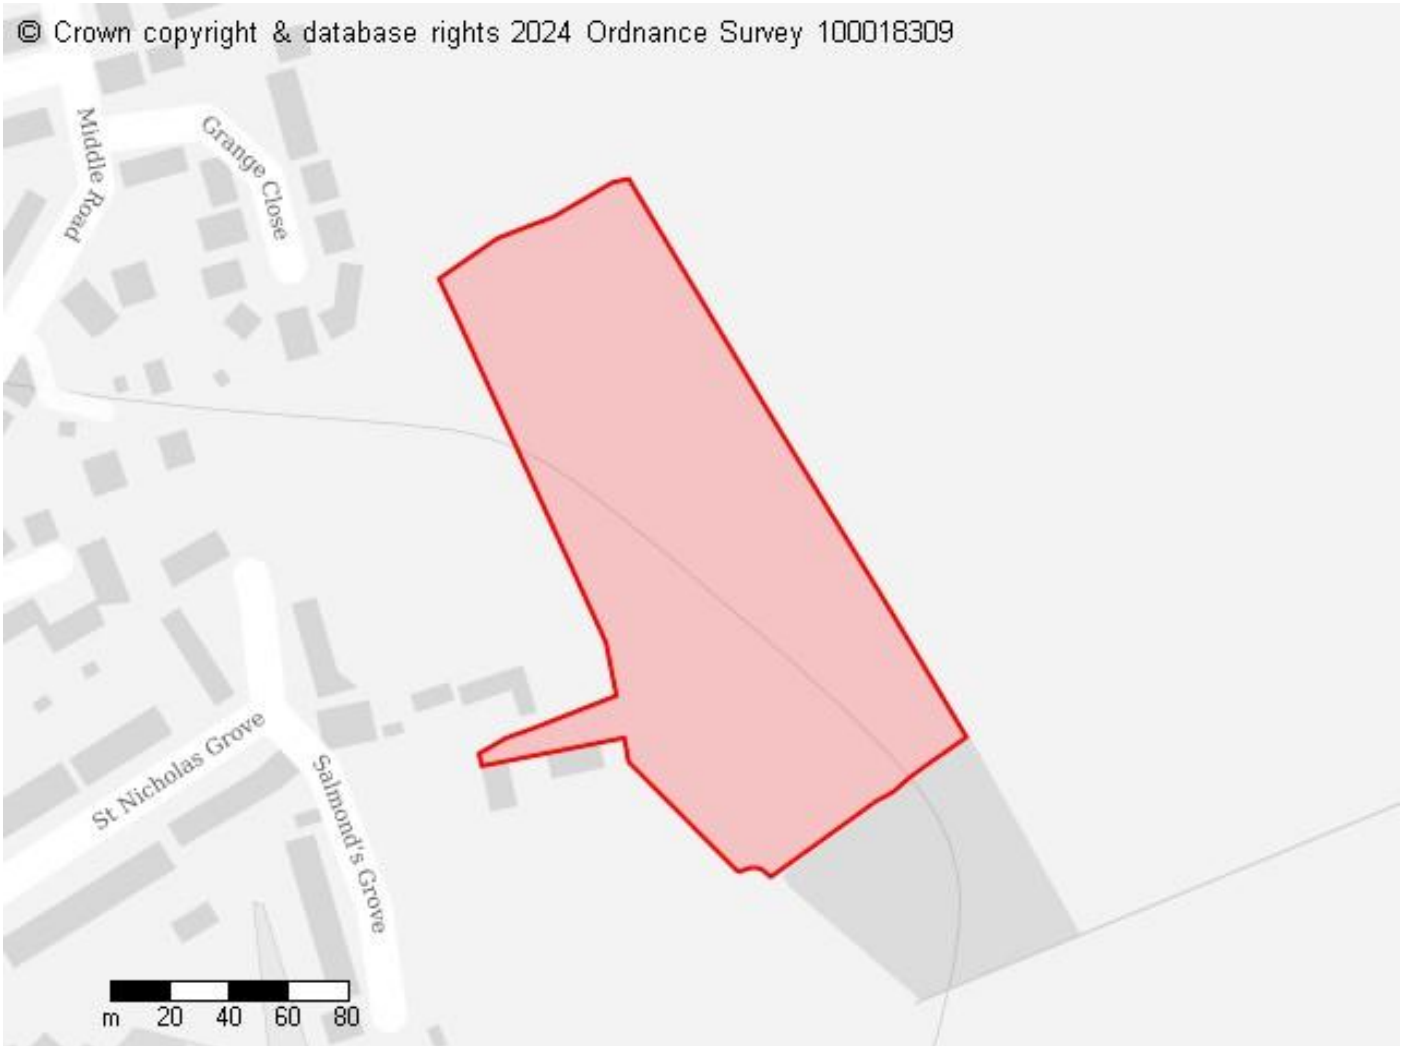 © Crown copyright & database rights 2024 Ordnance Survey 100018309
Middle Road
Grange Close
St Nicholas Grove
Salmond's Grove
m 20 40 60 80